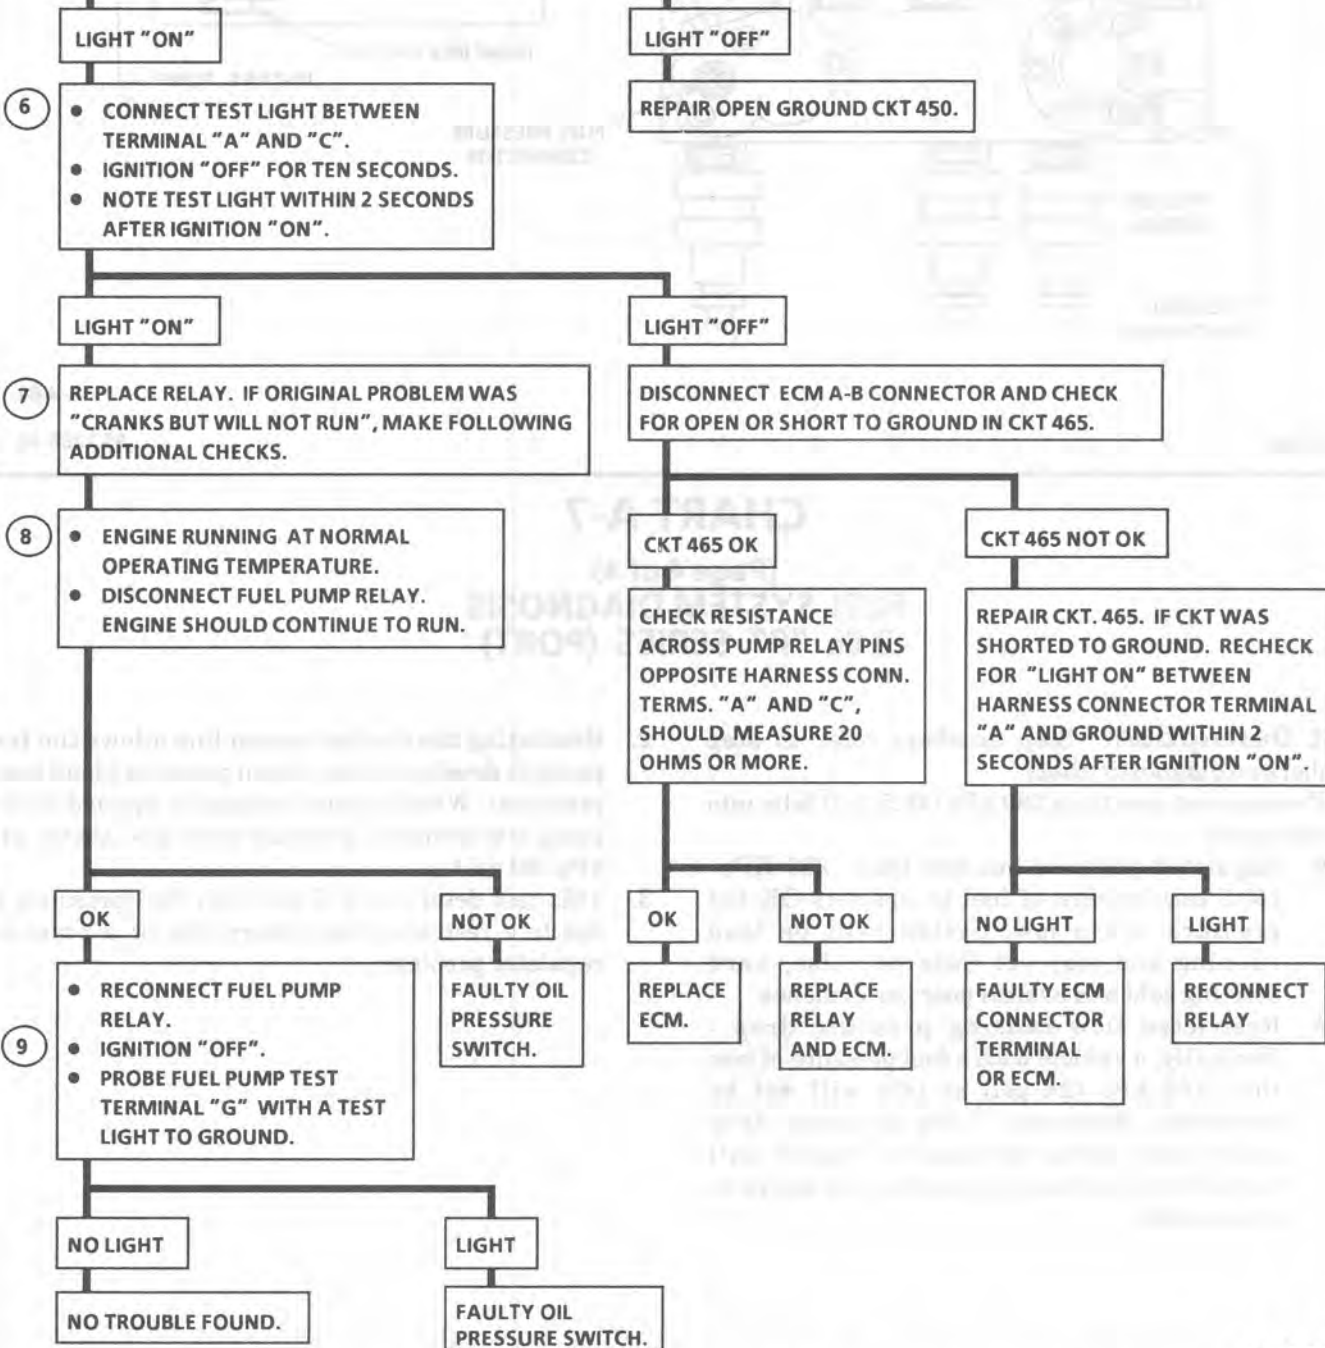 LIGHT "ON"
LIGHT "OFF"
6
• CONNECT TEST LIGHT BETWEEN
TERMINAL "A" AND "C".
• IGNITION "OFF" FOR TEN SECONDS.
• NOTE TEST LIGHT WITHIN 2 SECONDS
AFTER IGNITION "ON".
REPAIR OPEN GROUND CKT 450.
LIGHT "ON"
LIGHT "OFF"
7
REPLACE RELAY. IF ORIGINAL PROBLEM WAS
"CRANKS BUT WILL NOT RUN", MAKE FOLLOWING
ADDITIONAL CHECKS.
DISCONNECT ECM A-B CONNECTOR AND CHECK
FOR OPEN OR SHORT TO GROUND IN CKT 465.
8
• ENGINE RUNNING AT NORMAL
OPERATING TEMPERATURE.
• DISCONNECT FUEL PUMP RELAY.
ENGINE SHOULD CONTINUE TO RUN.
CKT 465 OK
CKT 465 NOT OK
CHECK RESISTANCE
ACROSS PUMP RELAY PINS
OPPOSITE HARNESS CONN.
TERMS. "A" AND "C",
SHOULD MEASURE 20
OHMS OR MORE.
REPAIR CKT. 465. IF CKT WAS
SHORTED TO GROUND. RECHECK
FOR "LIGHT ON" BETWEEN
HARNESS CONNECTOR TERMINAL
"A" AND GROUND WITHIN 2
SECONDS AFTER IGNITION "ON".
OK
NOT OK
OK
NOT OK
NO LIGHT
LIGHT
9
• RECONNECT FUEL PUMP
RELAY.
• IGNITION "OFF".
• PROBE FUEL PUMP TEST
TERMINAL "G" WITH A TEST
LIGHT TO GROUND.
FAULTY OIL
PRESSURE
SWITCH.
REPLACE
ECM.
REPLACE
RELAY
AND ECM.
FAULTY ECM
CONNECTOR
TERMINAL
OR ECM.
RECONNECT
RELAY
NO LIGHT
LIGHT
NO TROUBLE FOUND.
FAULTY OIL
PRESSURE SWITCH.